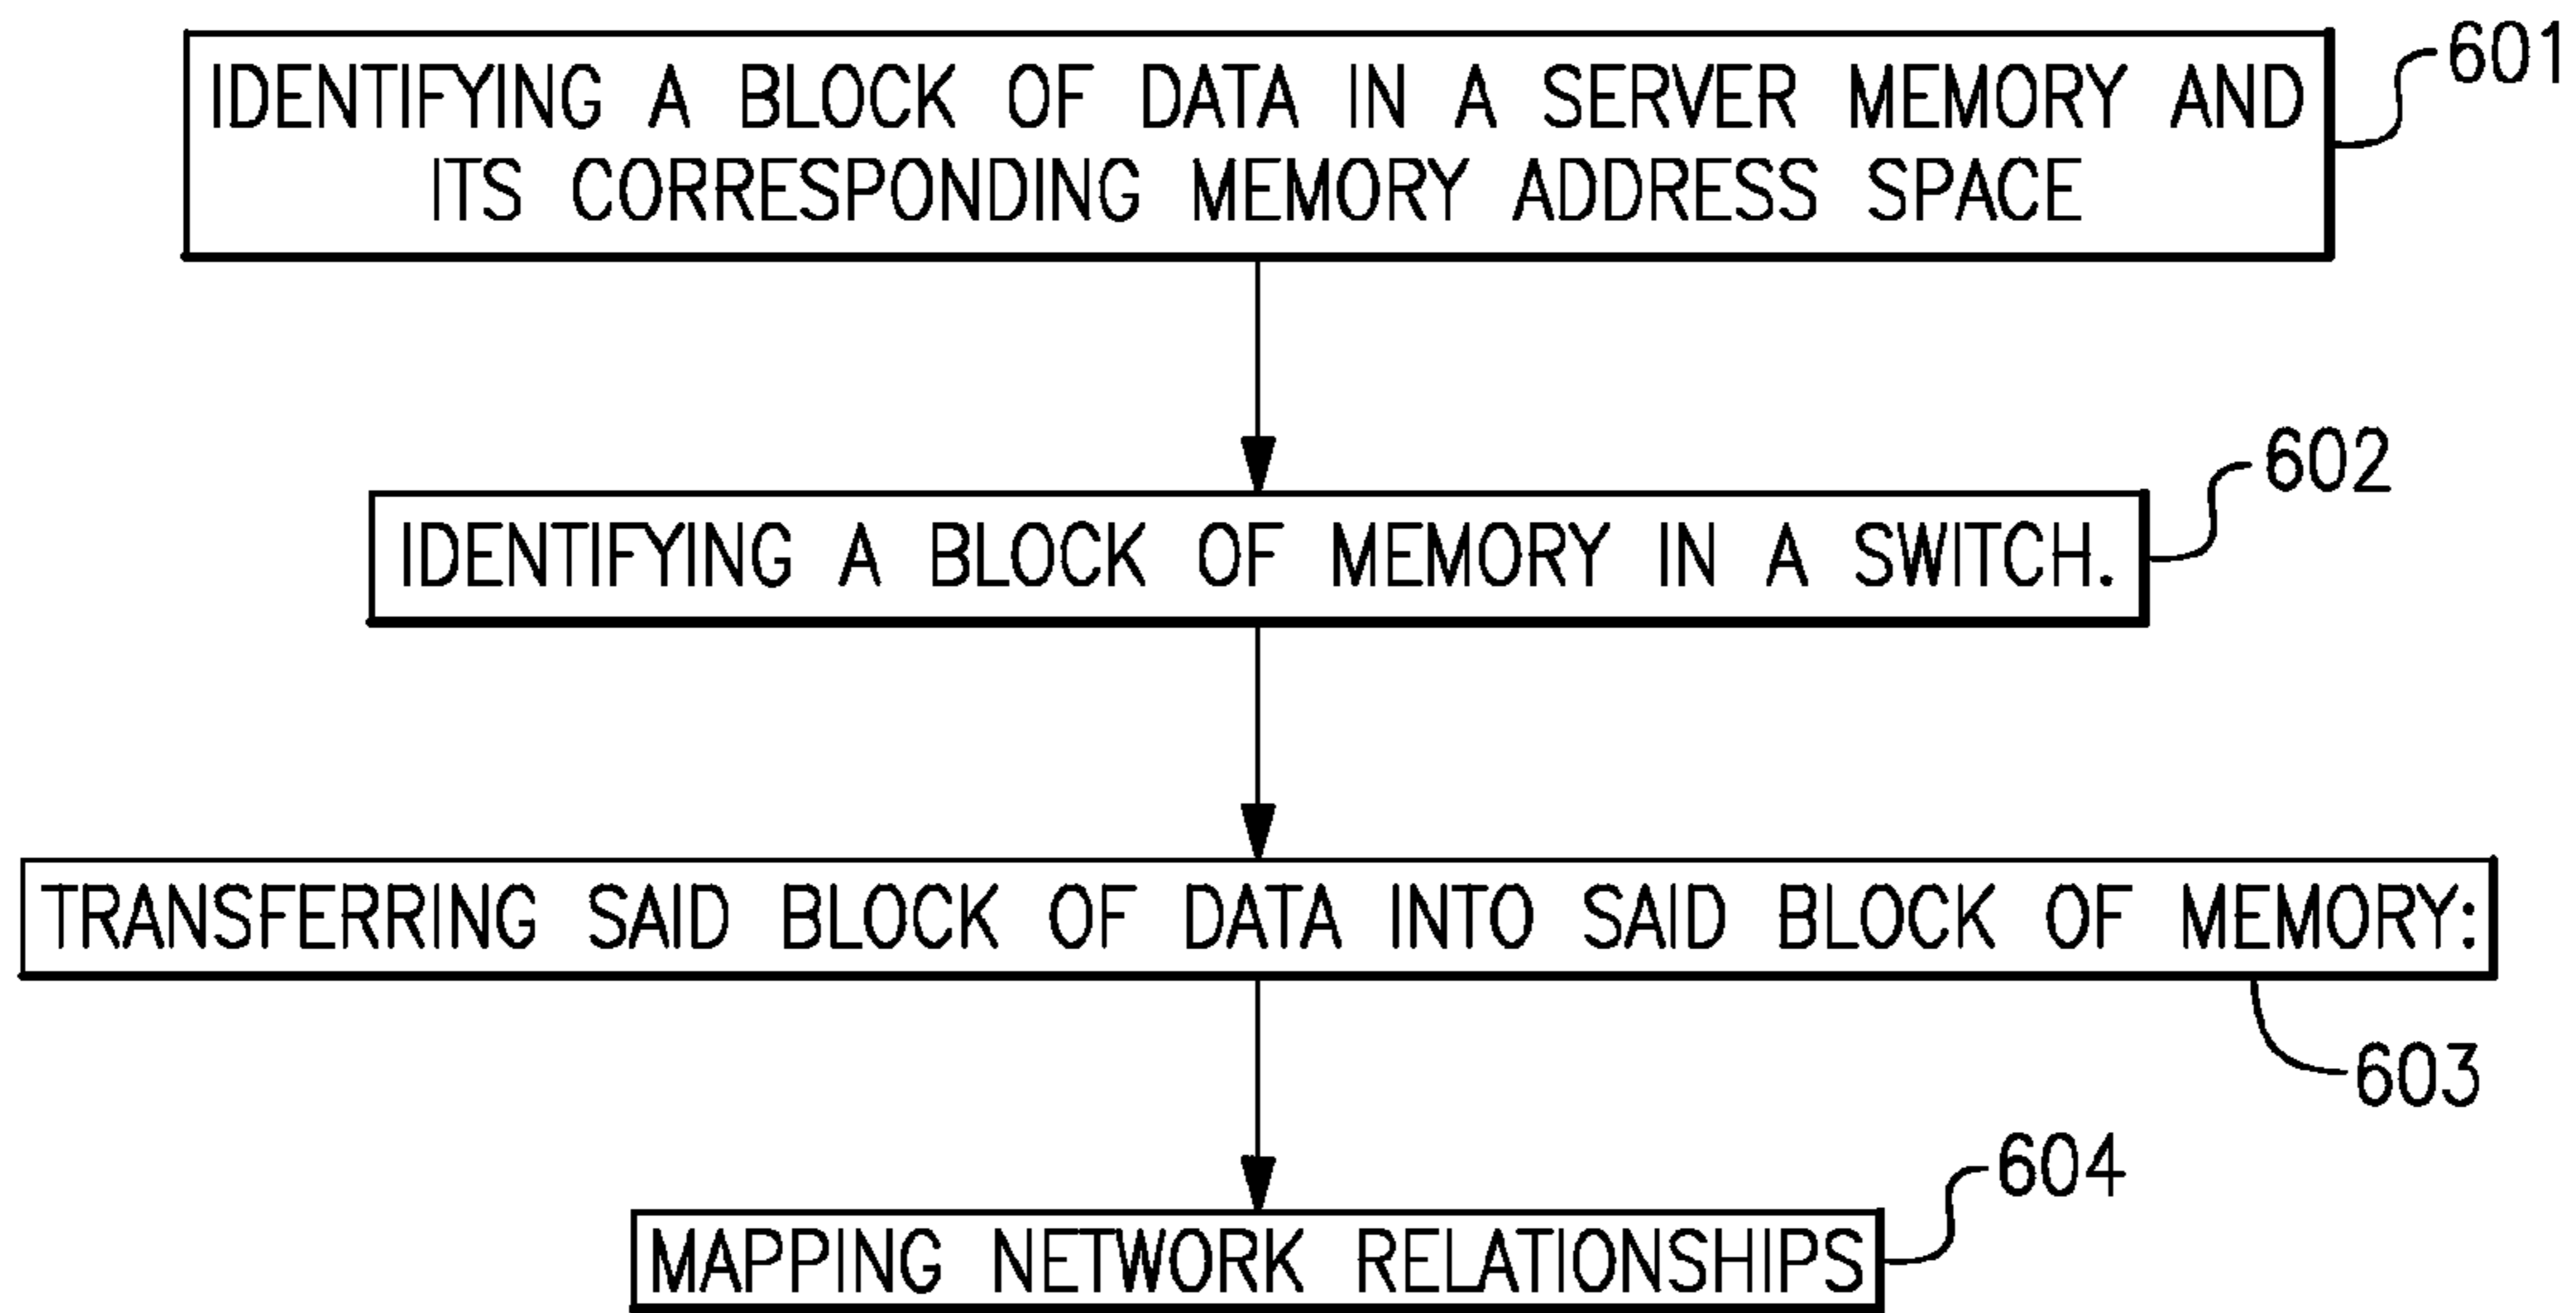 IDENTIFYING A BLOCK OF DATA IN A SERVER MEMORY AND
ITS CORRESPONDING MEMORY ADDRESS SPACE
601
IDENTIFYING A BLOCK OF MEMORY IN A SWITCH.
602
TRANSFERRING SAID BLOCK OF DATA INTO SAID BLOCK OF MEMORY:
603
MAPPING NETWORK RELATIONSHIPS
604